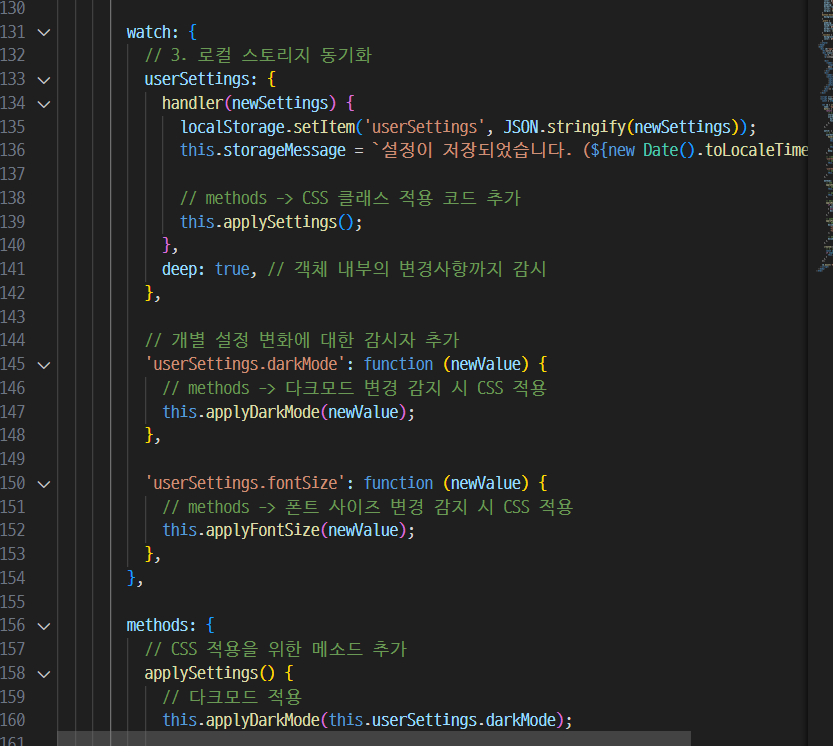 130
131 watch: {
132 // 3. 로컬 스토리지 동기화
133 userSettings: {
134 handler(newSettings) {
135 localStorage.setItem('userSettings', JSON.stringify(newSettings));
136 this.storageMessage = `설정이 저장되었습니다. (${new Date().toLocaleTime
137
138 // methods -> CSS 클래스 적용 코드 추가
139 this.applySettings();
140 },
141 deep: true, // 객체 내부의 변경사항까지 감시
142 },
143
144 // 개별 설정 변화에 대한 감시자 추가
145 'userSettings.darkMode': function (newValue) {
146 // methods -> 다크모드 변경 감지 시 CSS 적용
147 this.applyDarkMode(newValue);
148 },
149
150 'userSettings.fontSize': function (newValue) {
151 // methods -> 폰트 사이즈 변경 감지 시 CSS 적용
152 this.applyFontSize(newValue);
153 },
154 },
155
156 methods: {
157 // CSS 적용을 위한 메소드 추가
158 applySettings() {
159 // 다크모드 적용
160 this.applyDarkMode(this.userSettings.darkMode);
161